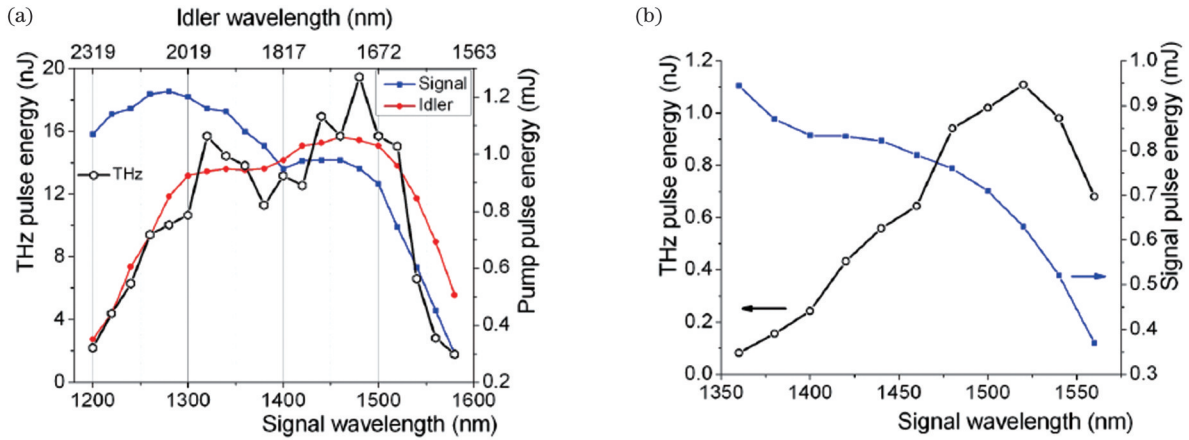 (a)
Idler wavelength (nm)
2319 2019 1817 1672 1563
THz pulse energy (nJ)
20
16
12
8
4
0
Signal
Idler
THz
Pump pulse energy (mJ)
1.2
1.0
0.8
0.6
0.4
0.2
1200 1300 1400 1500 1600
Signal wavelength (nm)
(b)
THz pulse energy (nJ)
1.2
1.0
0.8
0.6
0.4
0.2
0.0
Signal pulse energy (mJ)
1.0
0.9
0.8
0.7
0.6
0.5
0.4
0.3
1350 1400 1450 1500 1550
Signal wavelength (nm)